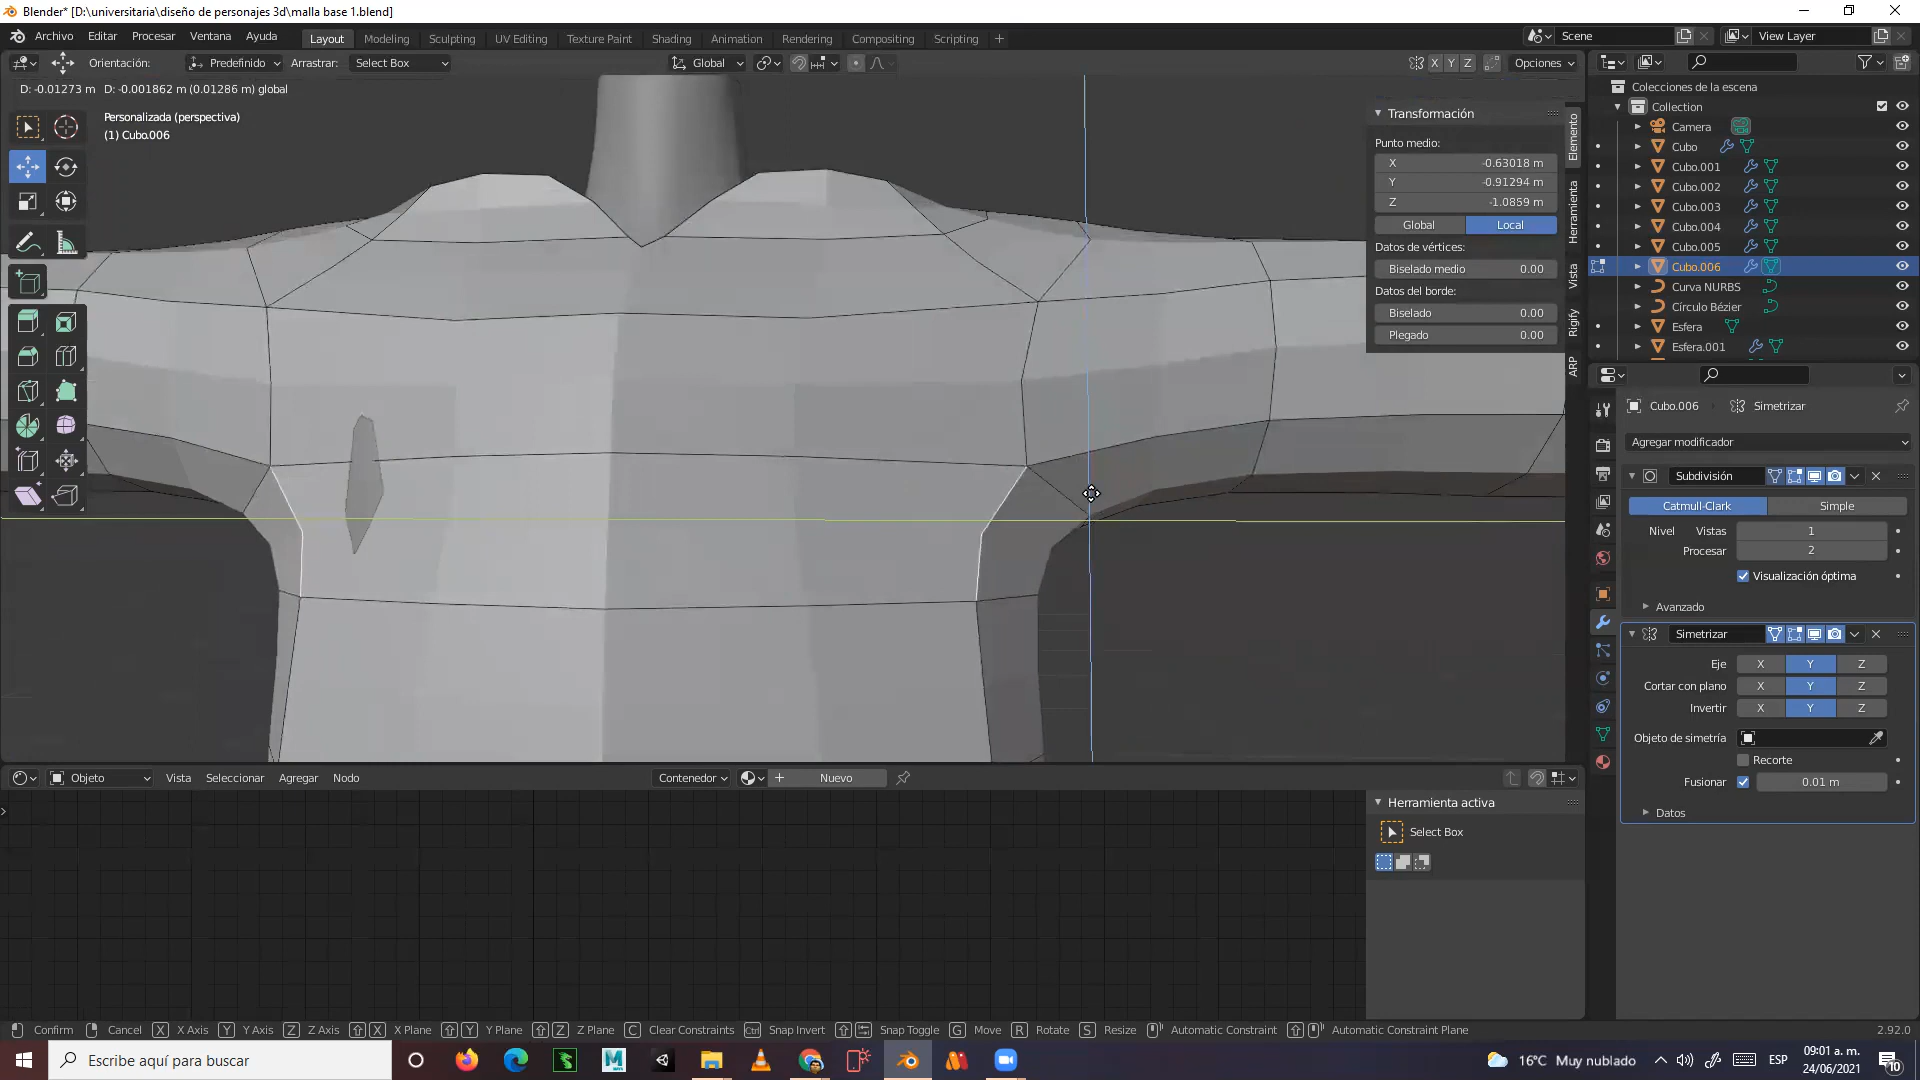 Blender* [D:\universitaria\diseño de personajes 3d\malla base 1.blend]
Archivo Editar Procesar Ventana Ayuda Layout Modeling Sculpting UV Editing Texture Paint Shading Animation Rendering Compositing Scripting + Scene View Layer
Orientación: Predefinido Arrastrar: Select Box Global X Y Z Opciones
D: -0.01273 m D: -0.001862 m (0.01286 m) global
Personalizada (perspectiva)
(1) Cubo.006
Transformación
Punto medio:
X -0.63018 m
Y -0.91294 m
Z -1.0859 m
Global Local
Datos de vértices:
Biselado medio 0.00
Datos del borde:
Biselado 0.00
Plegado 0.00
Elemento
Herramienta
Vista
Rigify
ARP
Colecciones de la escena
Collection
Camera
Cubo
Cubo.001
Cubo.002
Cubo.003
Cubo.004
Cubo.005
Cubo.006
Curva NURBS
Círculo Bézier
Esfera
Esfera.001
Cubo.006 Simetrizar
Agregar modificador
Subdivisión
Catmull-Clark Simple
Nivel Vistas 1
Procesar 2
Visualización óptima
Avanzado
Simetrizar
Eje X Y Z
Cortar con plano X Y Z
Invertir X Y Z
Objeto de simetría
Recorte
Fusionar 0.01 m
Datos
Objeto Vista Seleccionar Agregar Nodo Contenedor + Nuevo
Herramienta activa
Select Box
Confirm Cancel X X Axis Y Y Axis Z Z Axis X X Plane Y Y Plane Z Z Plane C Clear Constraints Ctrl Snap Invert Snap Toggle G Move R Rotate S Resize Automatic Constraint Automatic Constraint Plane 2.92.0
Escribe aquí para buscar 16°C Muy nublado ESP 09:01 a. m.
24/06/2021 10